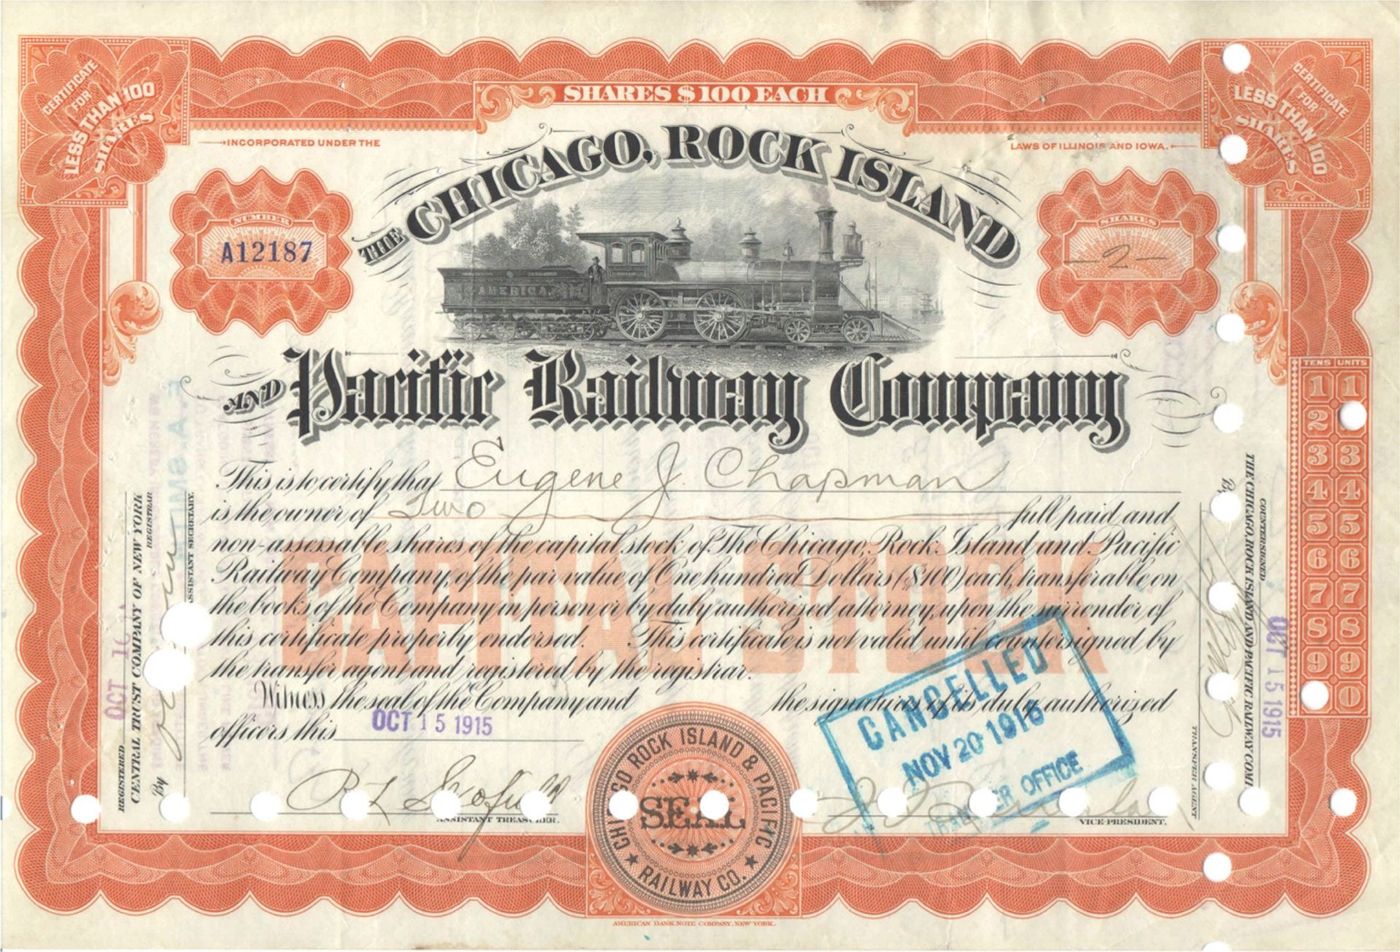 SHARES $100 EACH
CERTIFICATE
FOR
LESS THAN 100
SHARES
CERTIFICATE
FOR
LESS THAN 100
SHARES
INCORPORATED UNDER THE
LAWS OF ILLINOIS AND IOWA.
THE CHICAGO, ROCK ISLAND
NUMBER
A12187
SHARES
-2-
AMERICA.
AND Pacific Railway Company
TENS UNITS
1 1
2
3 3
4 4
5 5
6 6
7 7
8 8
9 9
0
This is to certify that Eugene J. Chapman
is the owner of Two full paid and
non-assessable shares of the capital stock of The Chicago, Rock Island and Pacific
Railway Company, of the par value of One hundred Dollars ($100) each, transferable on
the books of the Company in person or by duly authorized attorney, upon the surrender of
this certificate properly endorsed. This certificate is not valid until countersigned by
the transfer agent and registered by the registrar.
CAPITAL STOCK
Witness the seal of the Company and the signatures of its duly authorized
officers this OCT 15 1915
CANCELLED
NOV 20 1916
TRANSFER OFFICE
ASSISTANT TREASURER.
VICE-PRESIDENT.
CHICAGO ROCK ISLAND & PACIFIC
SEAL
RAILWAY CO.
REGISTERED
CENTRAL TRUST COMPANY OF NEW YORK
REGISTRAR
By
ASSISTANT SECRETARY.
OCT
COUNTERSIGNED
THE CHICAGO, ROCK ISLAND AND PACIFIC RAILWAY COM
By
TRANSFER AGENT
OCT 15 1915
AMERICAN BANK NOTE COMPANY, NEW YORK.